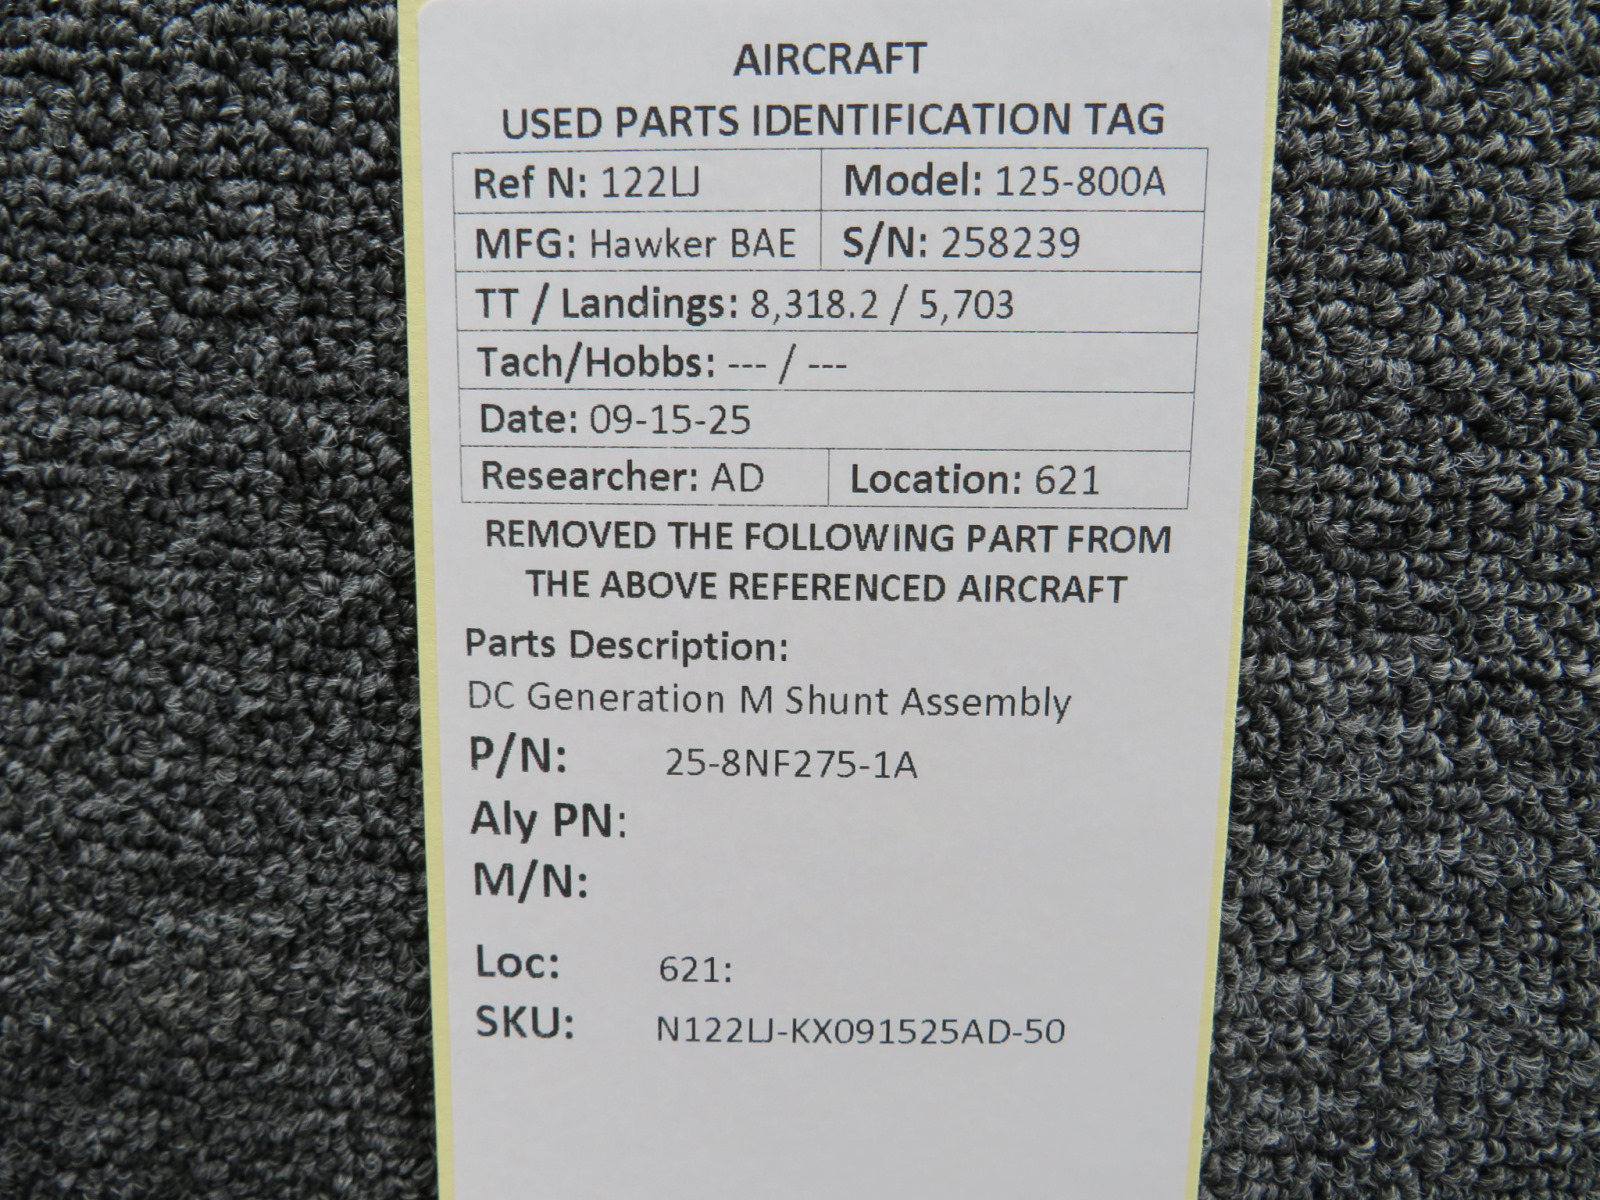 AIRCRAFT
USED PARTS IDENTIFICATION TAG
Ref N: 122LJ Model: 125-800A
MFG: Hawker BAE S/N: 258239
TT / Landings: 8,318.2 / 5,703
Tach/Hobbs: --- / ---
Date: 09-15-25
Researcher: AD Location: 621
REMOVED THE FOLLOWING PART FROM
THE ABOVE REFERENCED AIRCRAFT
Parts Description:
DC Generation M Shunt Assembly
P/N: 25-8NF275-1A
Aly PN:
M/N:
Loc: 621:
SKU: N122LJ-KX091525AD-50